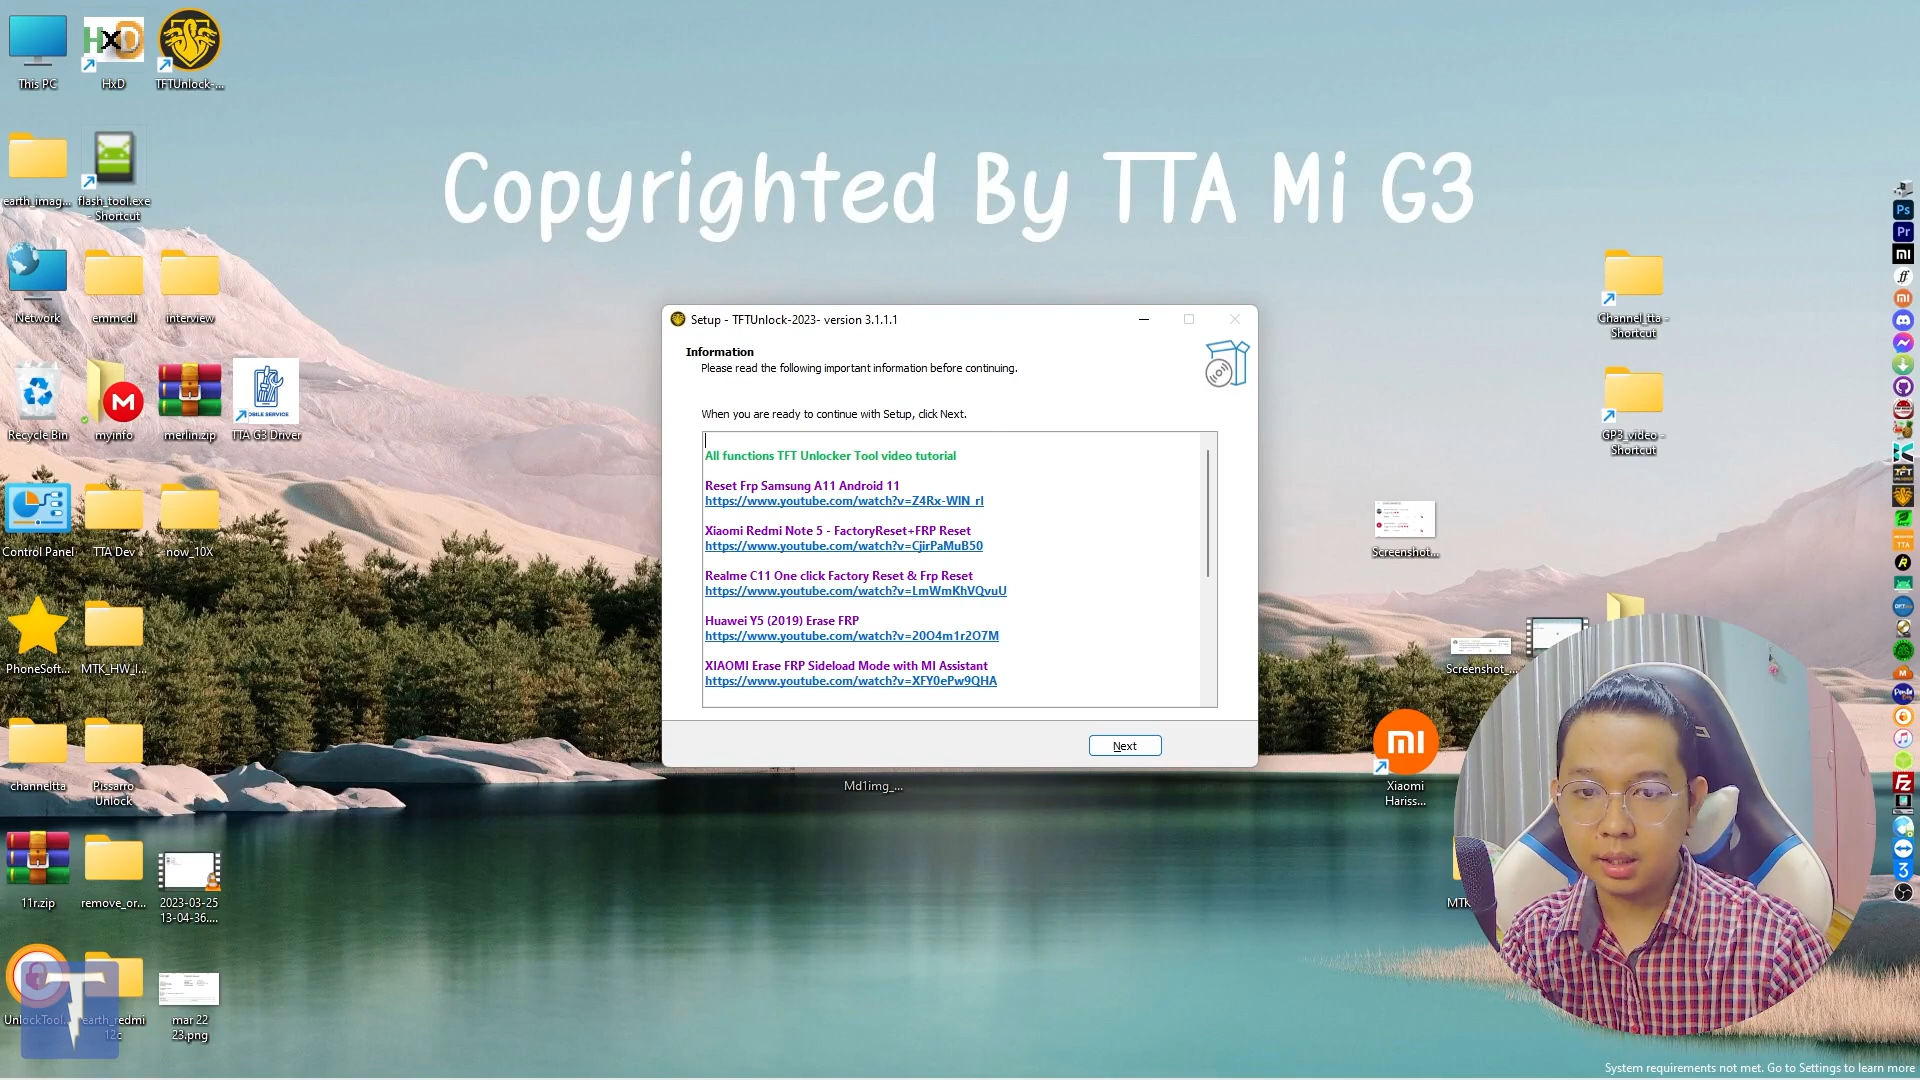 This PC
HxD
TFTUnlock-...
earth_imag...
flash_tool.exe
- Shortcut
Copyrighted By TTA Mi G3
Network
emmcdl
interview
Channel_tta -
Shortcut
Setup - TFTUnlock-2023- version 3.1.1.1
Information
Please read the following important information before continuing.
When you are ready to continue with Setup, click Next.
All functions TFT Unlocker Tool video tutorial
Reset Frp Samsung A11 Android 11
https://www.youtube.com/watch?v=Z4Rx-WIN_rI
Xiaomi Redmi Note 5 - FactoryReset+FRP Reset
https://www.youtube.com/watch?v=CjirPaMuB50
Realme C11 One click Factory Reset & Frp Reset
https://www.youtube.com/watch?v=LmWmKhVQvuU
Huawei Y5 (2019) Erase FRP
https://www.youtube.com/watch?v=20O4m1r2O7M
XIAOMI Erase FRP Sideload Mode with MI Assistant
https://www.youtube.com/watch?v=XFY0ePw9QHA
Next
Recycle Bin
myinfo
merlin.zip
MOBILE SERVICE
TTA G3 Driver
GP3_video -
Shortcut
Control Panel
TTA Dev
now_10X
Screenshot...
PhoneSoft...
MTK_HW_I...
Screenshot_...
channeltta
Pissarro
Unlock
Md1img_...
Xiaomi
Hariss...
11r.zip
remove_or...
2023-03-25
13-04-36....
MTK
UnlockTool...
earth_redmi
12c
mar 22
23.png
System requirements not met. Go to Settings to learn more